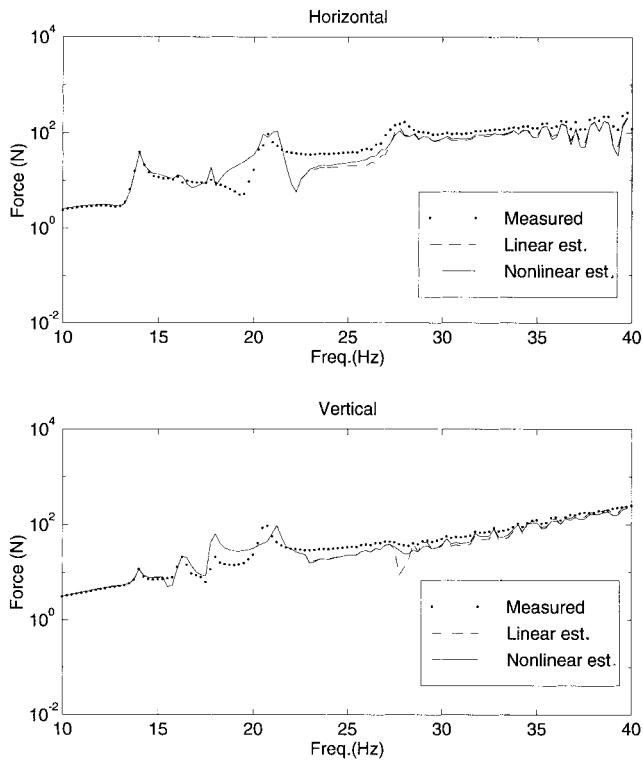 Horizontal
10^4
10^2
10^0
10^-2
Force (N)
Measured
Linear est.
Nonlinear est.
10 15 20 25 30 35 40
Freq.(Hz)
Vertical
10^4
10^2
10^0
10^-2
Force (N)
Measured
Linear est.
Nonlinear est.
10 15 20 25 30 35 40
Freq.(Hz)